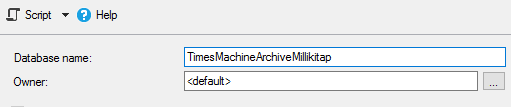 Script Help
Database name: TimesMachineArchiveMillikitap
Owner: <default> ...